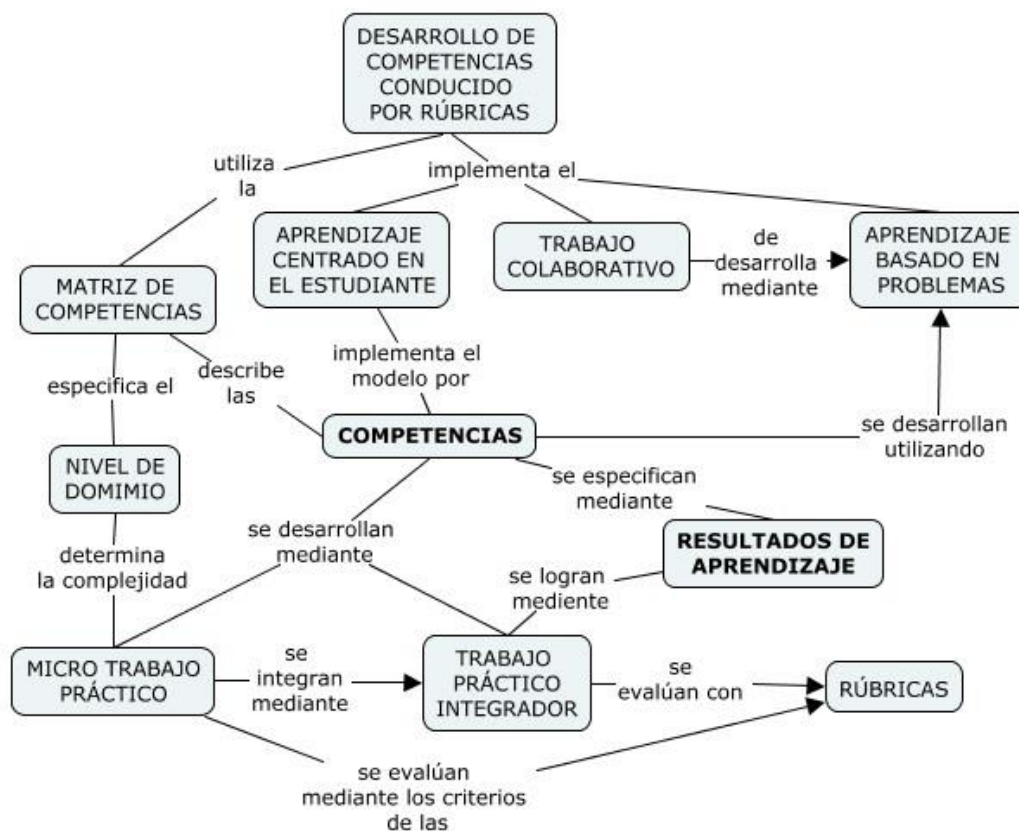 DESARROLLO DE
COMPETENCIAS
CONDUCIDO
POR RÚBRICAS
utiliza
la
implementa el
APRENDIZAJE
CENTRADO EN
EL ESTUDIANTE
TRABAJO
COLABORATIVO
de
desarrolla
mediante
APRENDIZAJE
BASADO EN
PROBLEMAS
MATRIZ DE
COMPETENCIAS
especifica el
describe
las
implementa el
modelo por
COMPETENCIAS
se desarrollan
utilizando
NIVEL DE
DOMIMIO
se especifican
mediante
determina
la complejidad
se desarrollan
mediante
RESULTADOS DE
APRENDIZAJE
se logran
mediente
MICRO TRABAJO
PRÁCTICO
se
integran
mediante
TRABAJO
PRÁCTICO
INTEGRADOR
se
evalúan con
RÚBRICAS
se evalúan
mediante los criterios
de las